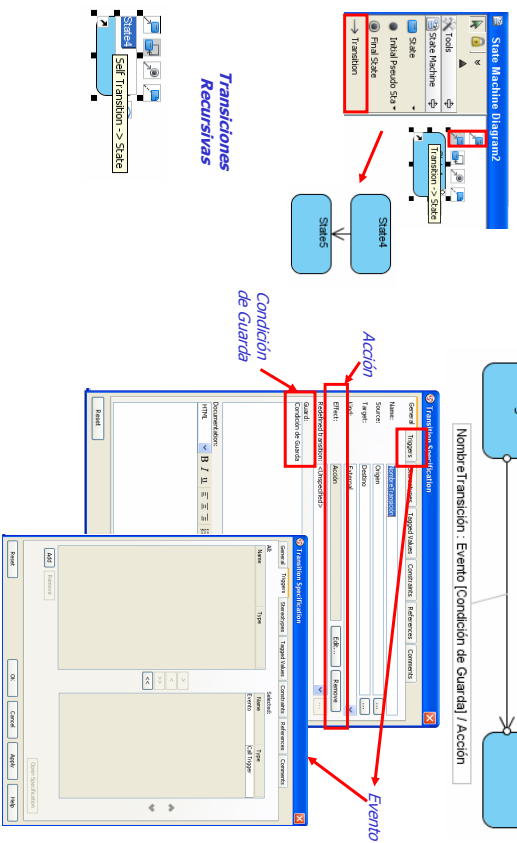 NombreTransición : Evento [Condición de Guarda] / Acción
State Machine Diagram2
Tools
State Machine
State
Initial Pseudo Sta
Final State
Transition
Transition -> State
State4
State5
Transiciones
Recursivas
State4
Self Transition -> State
Acción
Condición
de Guarda
Evento
Transition Specification
General Triggers Stereotypes Tagged Values Constraints References Comments
Name: NombreTransición
Source: Origen ...
Target: Destino ...
Kind: External
Effect: Acción Edit... Remove
Redefined transition: <Unspecified> ...
Guard:
Condición de Guarda
Documentation:
HTML B I U
Reset
Transition Specification
General Triggers Stereotypes Tagged Values Constraints References Comments
All: Selected:
Name Type Name Type
Evento Call Trigger
>
<
>>
<<
Add Remove Open Specification
Reset OK Cancel Apply Help